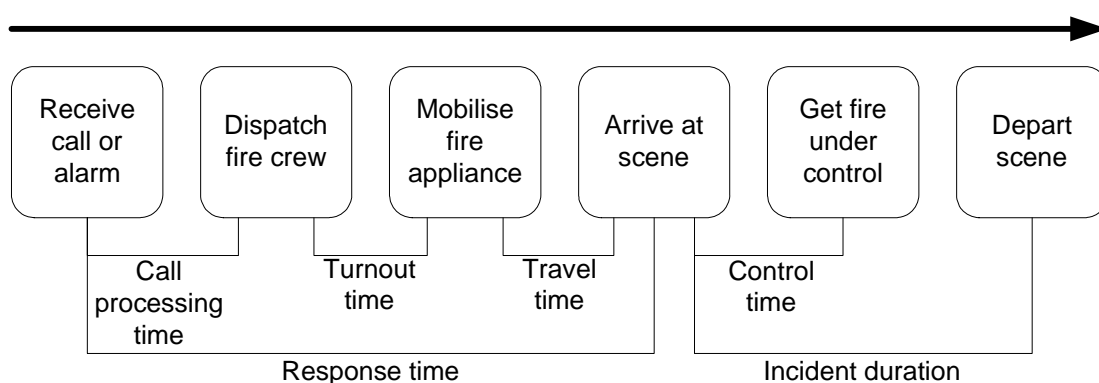 Receive
call or
alarm
Dispatch
fire crew
Mobilise
fire
appliance
Arrive at
scene
Get fire
under
control
Depart
scene
Call
processing
time
Turnout
time
Travel
time
Control
time
Response time
Incident duration